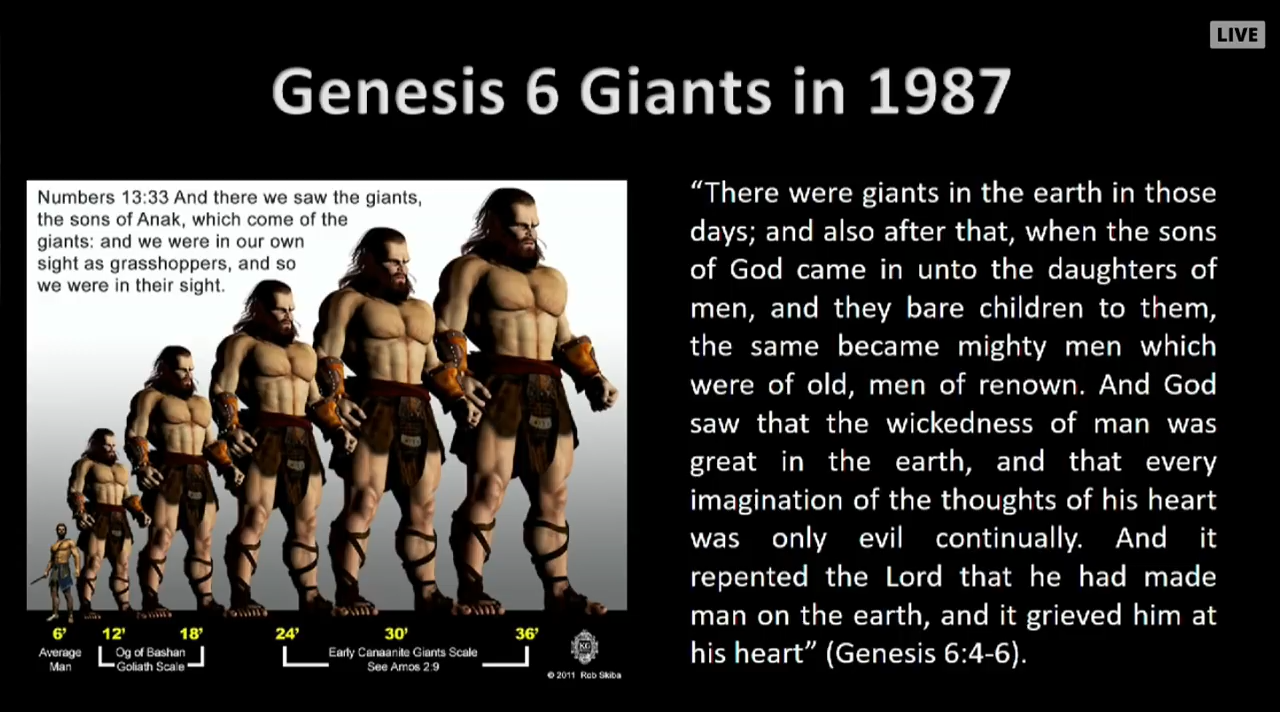 LIVE
Genesis 6 Giants in 1987
Numbers 13:33 And there we saw the giants,
the sons of Anak, which come of the
giants: and we were in our own
sight as grasshoppers, and so
we were in their sight.
6' 12' 18' 24' 30' 36'
Average
Man
Og of Bashan
Goliath Scale
Early Canaanite Giants Scale
See Amos 2:9
KG
© 2011 Rob Skiba
“There were giants in the earth in those
days; and also after that, when the sons
of God came in unto the daughters of
men, and they bare children to them,
the same became mighty men which
were of old, men of renown. And God
saw that the wickedness of man was
great in the earth, and that every
imagination of the thoughts of his heart
was only evil continually. And it
repented the Lord that he had made
man on the earth, and it grieved him at
his heart” (Genesis 6:4-6).